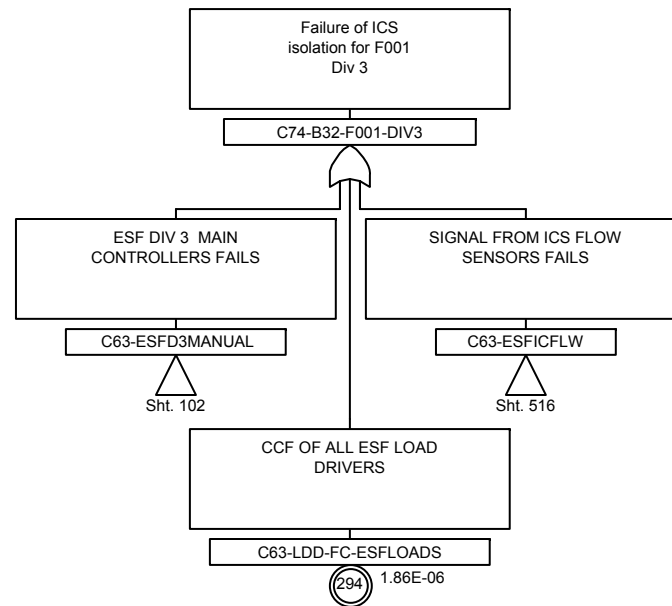 Failure of ICS
isolation for F001
Div 3
C74-B32-F001-DIV3
ESF DIV 3 MAIN
CONTROLLERS FAILS
C63-ESFD3MANUAL
Sht. 102
SIGNAL FROM ICS FLOW
SENSORS FAILS
C63-ESFICFLW
Sht. 516
CCF OF ALL ESF LOAD
DRIVERS
C63-LDD-FC-ESFLOADS
294
1.86E-06